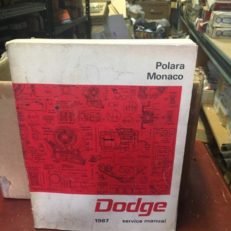 Polara
Monaco
Dodge
1967 service manual